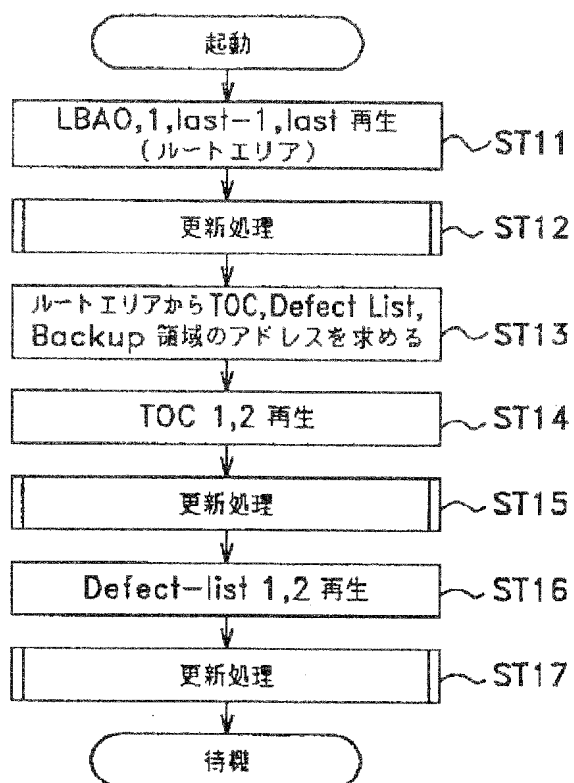 起動
LBA0,1,last-1,last 再生
(ルートエリア)
ST11
更新処理
ST12
ルートエリアからTOC,Defect List,
Backup 領域のアドレスを求める
ST13
TOC 1,2 再生
ST14
更新処理
ST15
Defect-list 1,2 再生
ST16
更新処理
ST17
待機